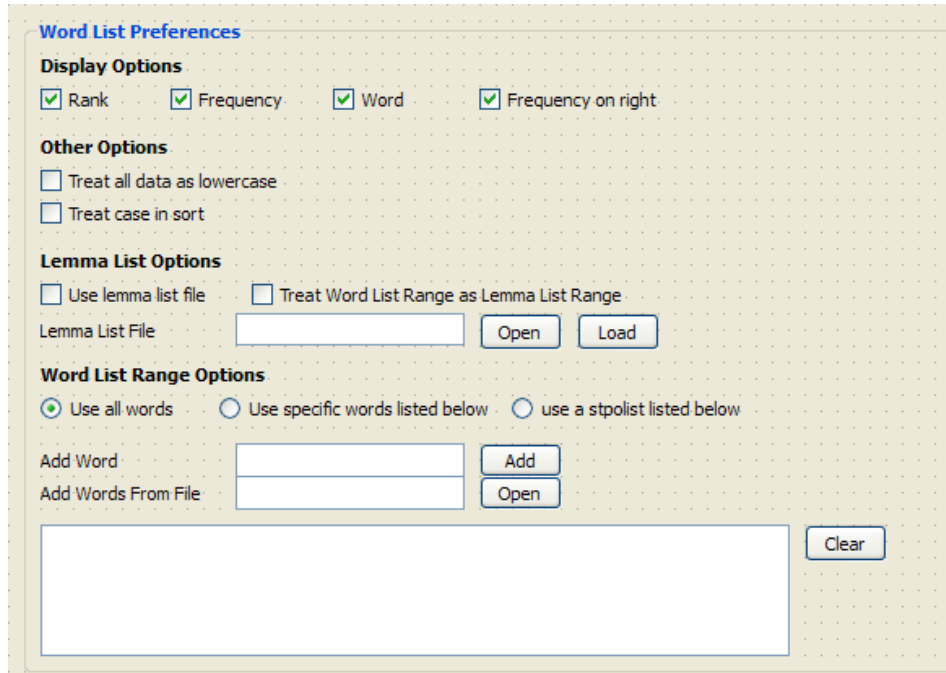 Word List Preferences
Display Options
Rank Frequency Word Frequency on right
Other Options
Treat all data as lowercase
Treat case in sort
Lemma List Options
Use lemma list file Treat Word List Range as Lemma List Range
Lemma List File Open Load
Word List Range Options
Use all words Use specific words listed below use a stpolist listed below
Add Word Add
Add Words From File Open
Clear